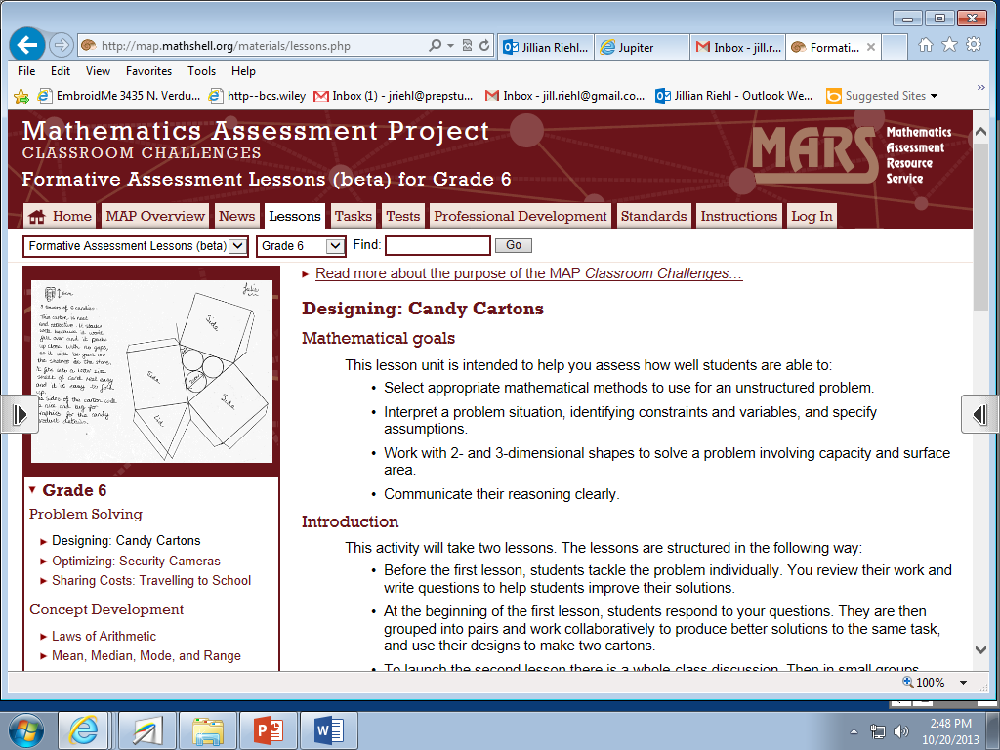 http://map.mathshell.org/materials/lessons.php
Jillian Riehl...
Jupiter
Inbox - jill.r...
Formati...
File Edit View Favorites Tools Help
EmbroidMe 3435 N. Verdu...
http--bcs.wiley
Inbox (1) - jriehl@prepstu...
Inbox - jill.riehl@gmail.co...
Jillian Riehl - Outlook We...
Suggested Sites
Mathematics Assessment Project
CLASSROOM CHALLENGES
Formative Assessment Lessons (beta) for Grade 6
MARS
Mathematics
Assessment
Resource
Service
Home MAP Overview News Lessons Tasks Tests Professional Development Standards Instructions Log In
Formative Assessment Lessons (beta) Grade 6 Find: Go
Side
Side
Side
Lid
Grade 6
Problem Solving
Designing: Candy Cartons
Optimizing: Security Cameras
Sharing Costs: Travelling to School
Concept Development
Laws of Arithmetic
Mean, Median, Mode, and Range
Read more about the purpose of the MAP Classroom Challenges...
Designing: Candy Cartons
Mathematical goals
This lesson unit is intended to help you assess how well students are able to:
• Select appropriate mathematical methods to use for an unstructured problem.
• Interpret a problem situation, identifying constraints and variables, and specify
assumptions.
• Work with 2- and 3-dimensional shapes to solve a problem involving capacity and surface
area.
• Communicate their reasoning clearly.
Introduction
This activity will take two lessons. The lessons are structured in the following way:
• Before the first lesson, students tackle the problem individually. You review their work and
write questions to help students improve their solutions.
• At the beginning of the first lesson, students respond to your questions. They are then
grouped into pairs and work collaboratively to produce better solutions to the same task,
and use their designs to make two cartons.
• To launch the second lesson there is a whole-class discussion. Then in small groups
100%
2:48 PM
10/20/2013